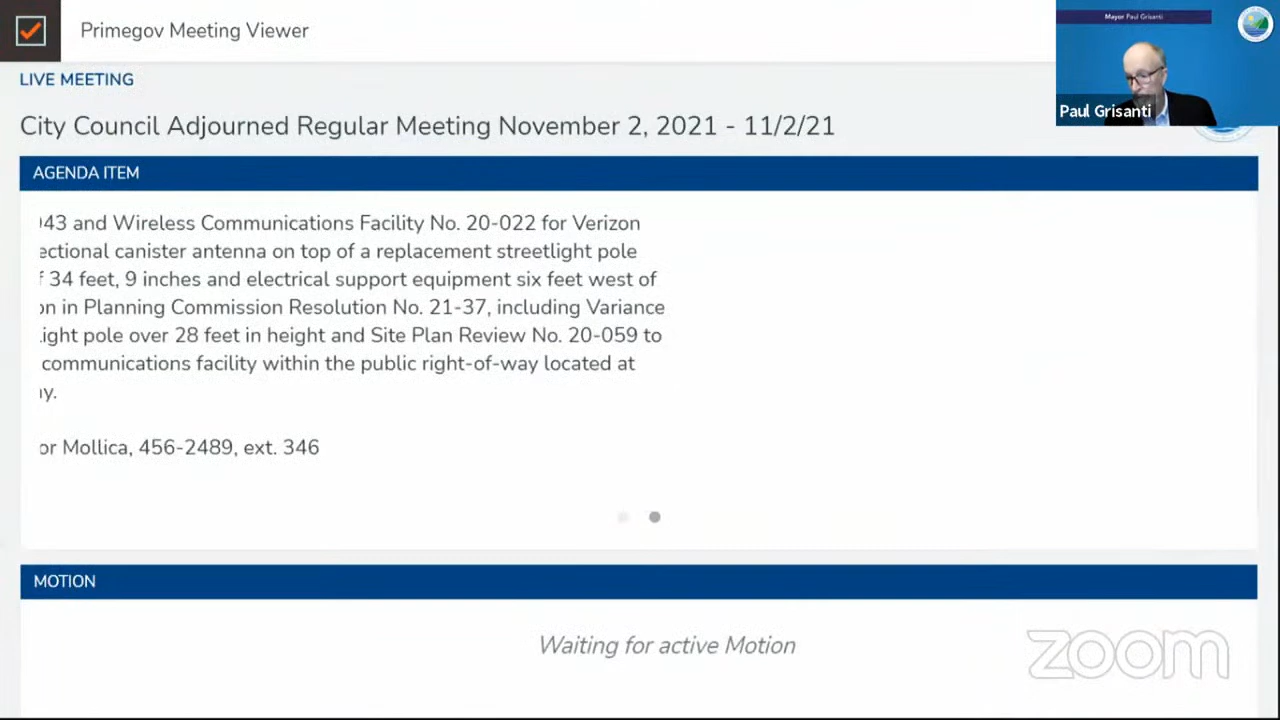 Primegov Meeting Viewer
Mayor Paul Grisanti
Paul Grisanti
LIVE MEETING
City Council Adjourned Regular Meeting November 2, 2021 - 11/2/21
AGENDA ITEM
43 and Wireless Communications Facility No. 20-022 for Verizon
ectional canister antenna on top of a replacement streetlight pole
34 feet, 9 inches and electrical support equipment six feet west of
on in Planning Commission Resolution No. 21-37, including Variance
ight pole over 28 feet in height and Site Plan Review No. 20-059 to
communications facility within the public right-of-way located at
y.
or Mollica, 456-2489, ext. 346
MOTION
Waiting for active Motion
zoom